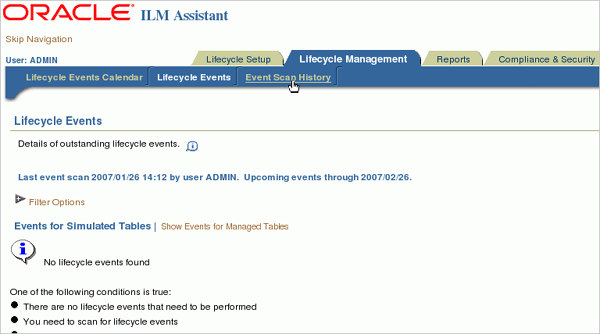 ORACLE ILM Assistant
Skip Navigation
User: ADMIN
Lifecycle Setup Lifecycle Management Reports Compliance & Security
Lifecycle Events Calendar Lifecycle Events Event Scan History
Lifecycle Events
Details of outstanding lifecycle events. i
Last event scan 2007/01/26 14:12 by user ADMIN. Upcoming events through 2007/02/26.
Filter Options
Events for Simulated Tables | Show Events for Managed Tables
i
No lifecycle events found
One of the following conditions is true:
● There are no lifecycle events that need to be performed
● You need to scan for lifecycle events